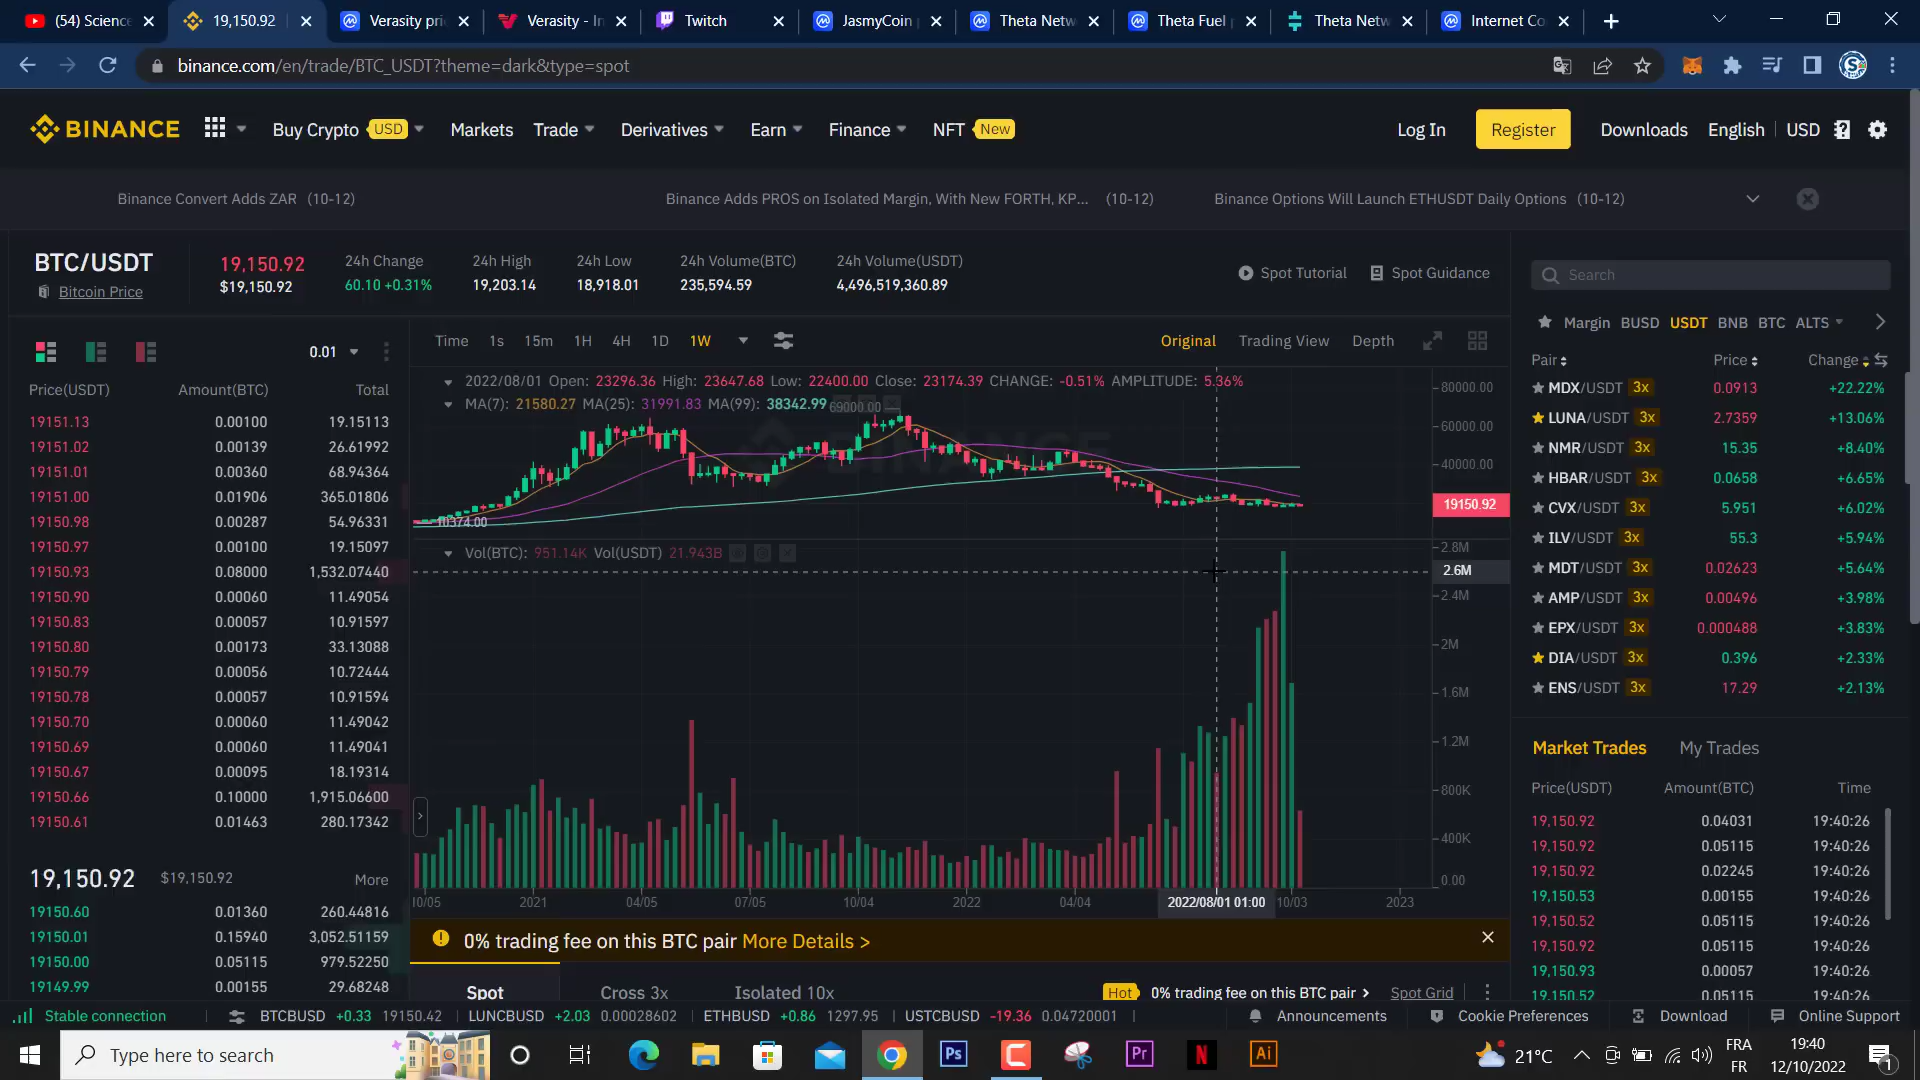 (54) Science
19,150.92
Verasity pri
Verasity - In
Twitch
JasmyCoin
Theta Netw
Theta Fuel
Theta Netw
Internet Co
binance.com/en/trade/BTC_USDT?theme=dark&type=spot
BINANCE
Buy Crypto USD
Markets
Trade
Derivatives
Earn
Finance
NFT New
Log In
Register
Downloads
English
USD
Binance Convert Adds ZAR (10-12)
Binance Adds PROS on Isolated Margin, With New FORTH, KP... (10-12)
Binance Options Will Launch ETHUSDT Daily Options (10-12)
BTC/USDT
Bitcoin Price
19,150.92
$19,150.92
24h Change
60.10 +0.31%
24h High
19,203.14
24h Low
18,918.01
24h Volume(BTC)
235,594.59
24h Volume(USDT)
4,496,519,360.89
Spot Tutorial
Spot Guidance
Search
0.01
Price(USDT) Amount(BTC) Total
19151.13 0.00100 19.15113
19151.02 0.00139 26.61992
19151.01 0.00360 68.94364
19151.00 0.01906 365.01806
19150.98 0.00287 54.96331
19150.97 0.00100 19.15097
19150.93 0.08000 1,532.07440
19150.90 0.00060 11.49054
19150.83 0.00057 10.91597
19150.80 0.00173 33.13088
19150.79 0.00056 10.72444
19150.78 0.00057 10.91594
19150.70 0.00060 11.49042
19150.69 0.00060 11.49041
19150.67 0.00095 18.19314
19150.66 0.10000 1,915.06600
19150.61 0.01463 280.17342
19,150.92 $19,150.92 More
19150.60 0.01360 260.44816
19150.01 0.15940 3,052.51159
19150.00 0.05115 979.52250
19149.99 0.00155 29.68248
Time 1s 15m 1H 4H 1D 1W
Original Trading View Depth
2022/08/01 Open: 23296.36 High: 23647.68 Low: 22400.00 Close: 23174.39 CHANGE: -0.51% AMPLITUDE: 5.36%
MA(7): 21580.27 MA(25): 31991.83 MA(99): 38342.99
69000.00
BINANCE
10374.00
80000.00
60000.00
40000.00
19150.92
Vol(BTC): 951.14K Vol(USDT) 21.943B
2.8M
2.6M
2.4M
2M
1.6M
1.2M
800K
400K
0.00
10/05 2021 04/05 07/05 10/04 2022 04/04 2022/08/01 01:00 10/03 2023
0% trading fee on this BTC pair More Details >
Spot
Cross 3x
Isolated 10x
Hot 0% trading fee on this BTC pair
Spot Grid
Margin BUSD USDT BNB BTC ALTS
Pair Price Change
MDX/USDT 3x 0.0913 +22.22%
LUNA/USDT 3x 2.7359 +13.06%
NMR/USDT 3x 15.35 +8.40%
HBAR/USDT 3x 0.0658 +6.65%
CVX/USDT 3x 5.951 +6.02%
ILV/USDT 3x 55.3 +5.94%
MDT/USDT 3x 0.02623 +5.64%
AMP/USDT 3x 0.00496 +3.98%
EPX/USDT 3x 0.000488 +3.83%
DIA/USDT 3x 0.396 +2.33%
ENS/USDT 3x 17.29 +2.13%
Market Trades
My Trades
Price(USDT) Amount(BTC) Time
19,150.92 0.04031 19:40:26
19,150.92 0.05115 19:40:26
19,150.92 0.02245 19:40:26
19,150.53 0.00155 19:40:26
19,150.52 0.05115 19:40:26
19,150.92 0.05115 19:40:26
19,150.93 0.00057 19:40:26
19,150.52 0.05115 19:40:26
Stable connection
BTCBUSD +0.33 19150.42
LUNCBUSD +2.03 0.00028602
ETHBUSD +0.86 1297.95
USTCBUSD -19.36 0.04720001
Announcements
Cookie Preferences
Download
Online Support
Type here to search
Ps
Pr
N
Ai
21°C
FRA
FR
19:40
12/10/2022
1